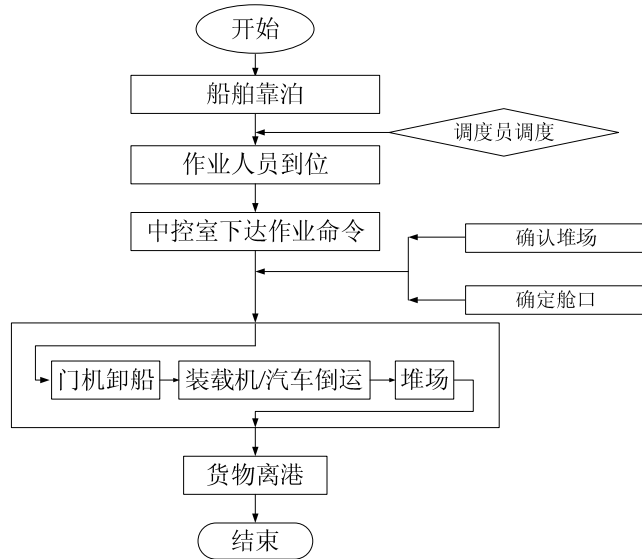 开始
船舶靠泊
调度员调度
作业人员到位
中控室下达作业命令
确认堆场
确定舱口
门机卸船
装载机/汽车倒运
堆场
货物离港
结束